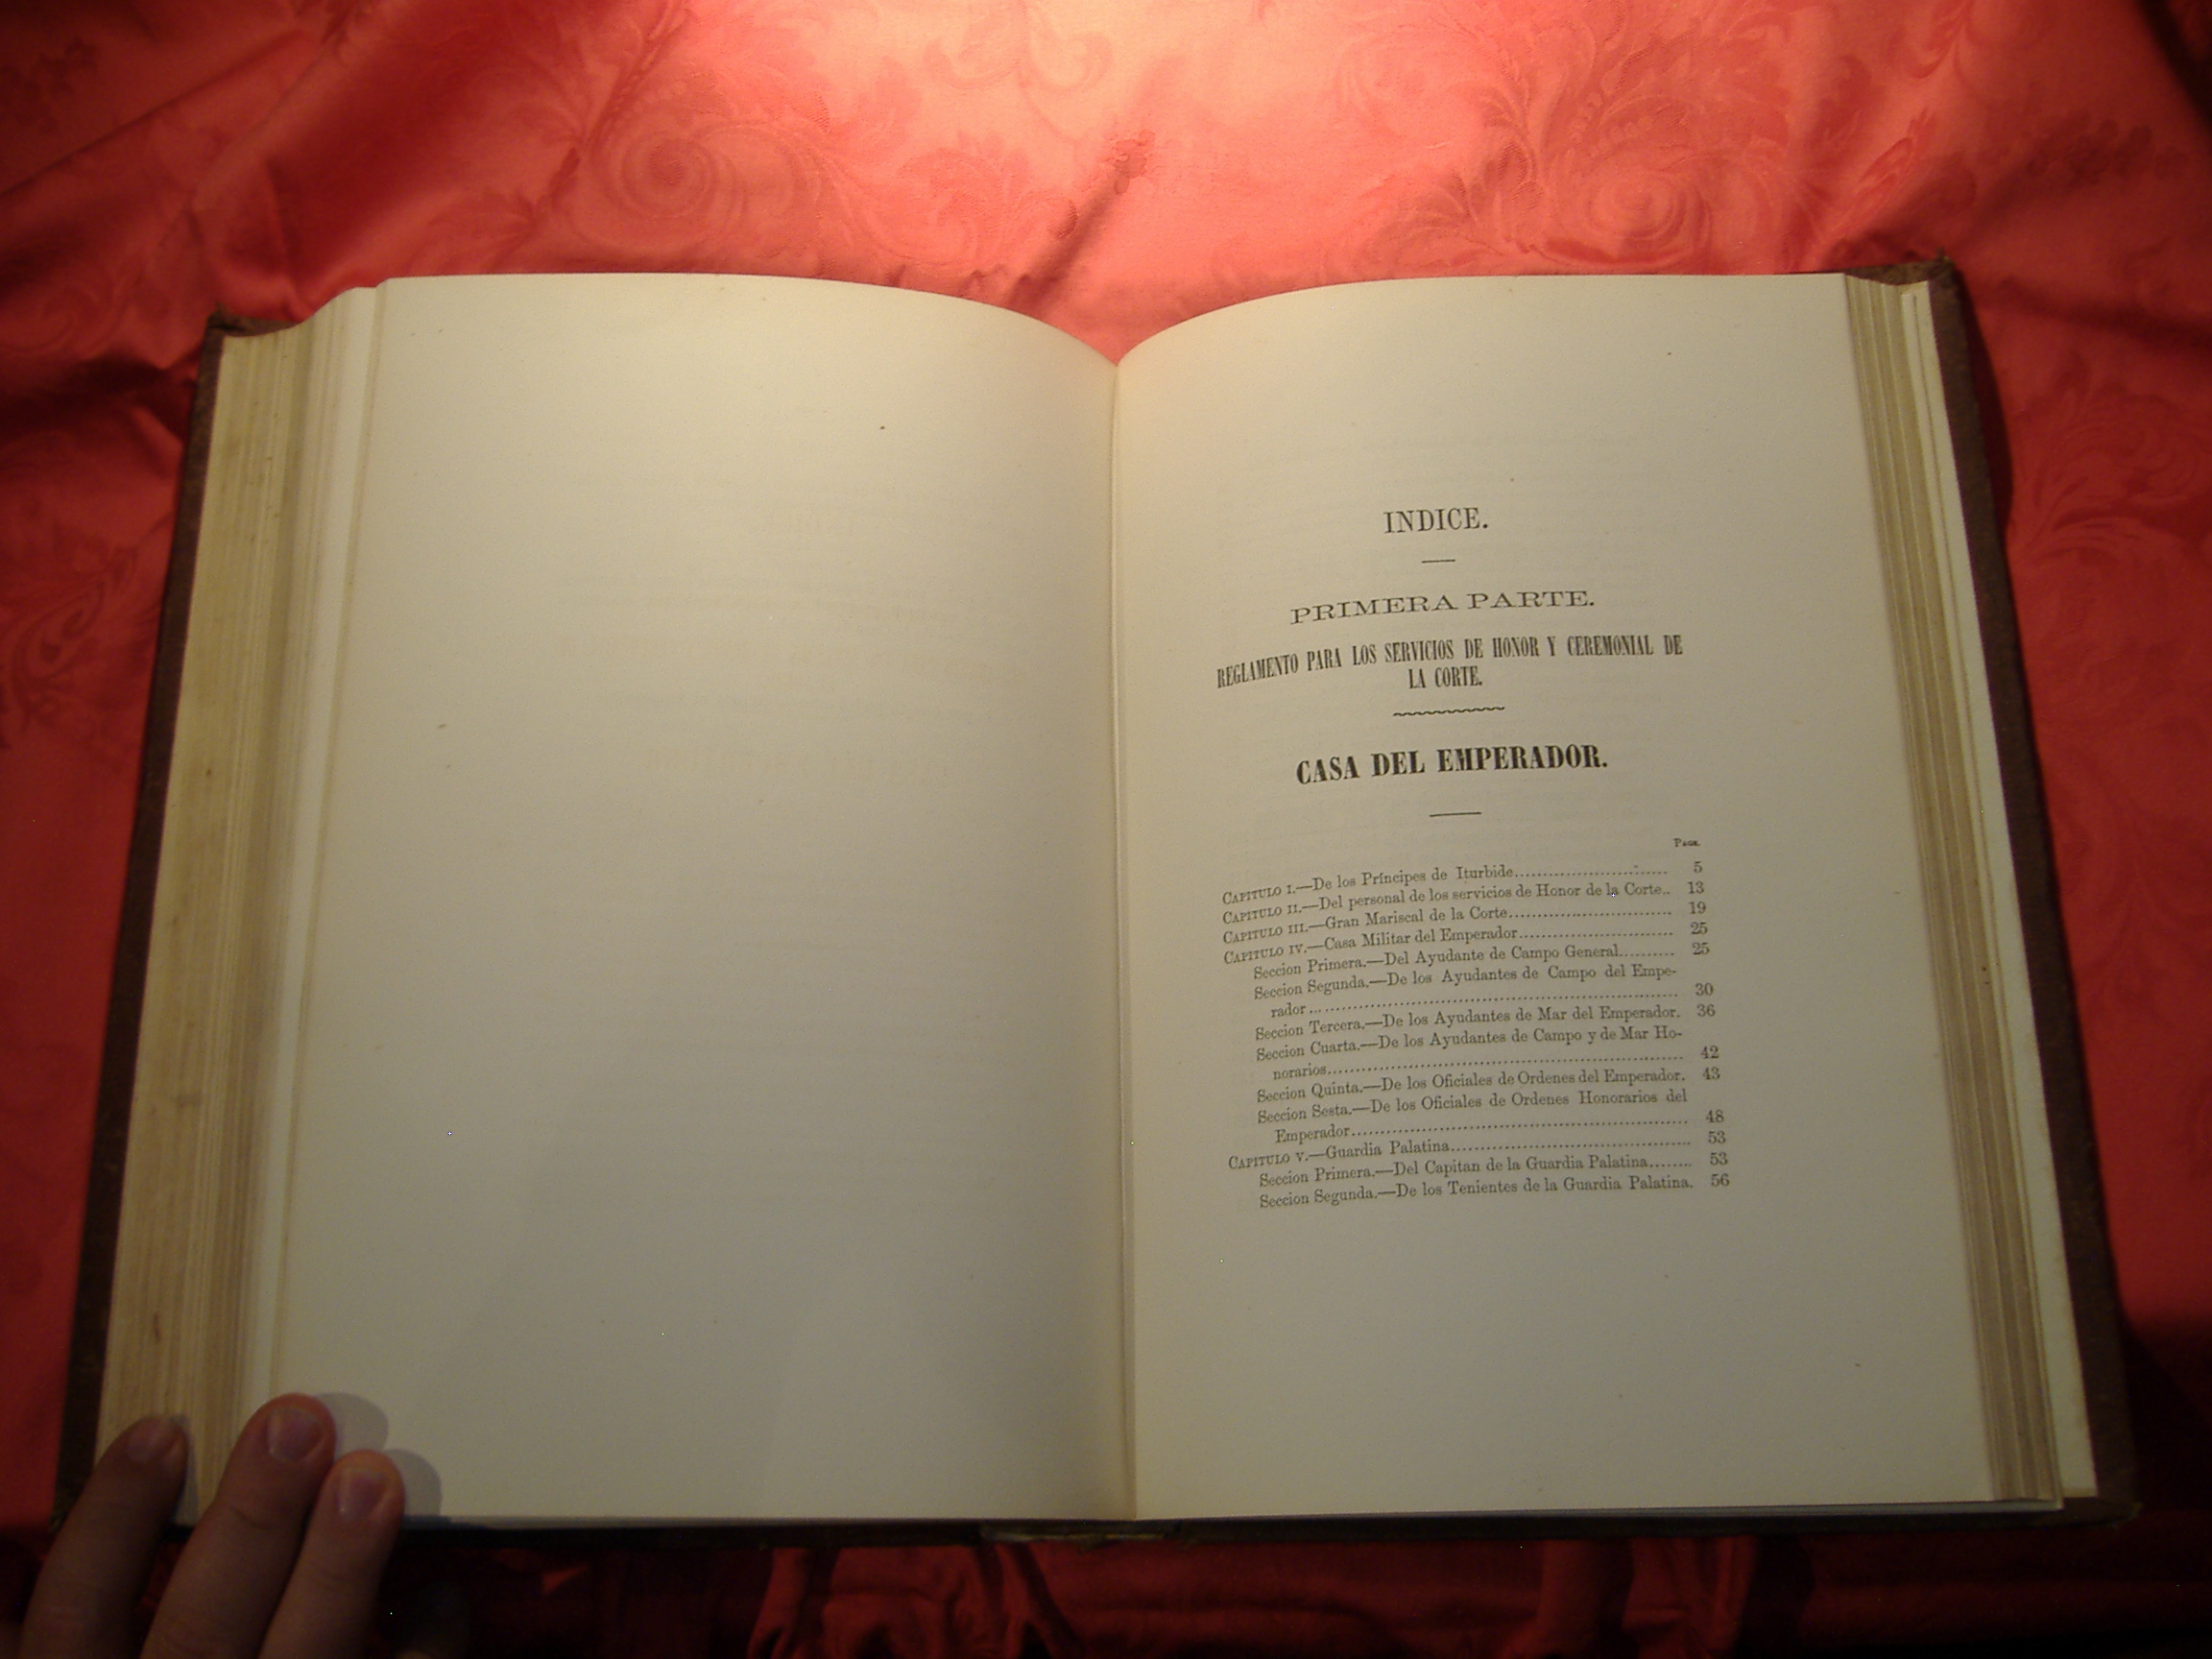 INDICE.
PRIMERA PARTE.
REGLAMENTO PARA LOS SERVICIOS DE HONOR Y CEREMONIAL DE
LA CORTE.
CASA DEL EMPERADOR.
PAGS.
CAPITULO I.—De los Príncipes de Iturbide.......................... 5
CAPITULO II.—Del personal de los servicios de Honor de la Corte.. 13
CAPITULO III.—Gran Mariscal de la Corte............................ 19
CAPITULO IV.—Casa Militar del Emperador.......................... 25
Seccion Primera.—Del Ayudante de Campo General.......... 25
Seccion Segunda.—De los Ayudantes de Campo del Empe-
rador............................................................ 30
Seccion Tercera.—De los Ayudantes de Mar del Emperador. 36
Seccion Cuarta.—De los Ayudantes de Campo y de Mar Ho-
norarios......................................................... 42
Seccion Quinta.—De los Oficiales de Ordenes del Emperador. 43
Seccion Sesta.—De los Oficiales de Ordenes Honorarios del
Emperador....................................................... 48
CAPITULO V.—Guardia Palatina....................................... 53
Seccion Primera.—Del Capitan de la Guardia Palatina........ 53
Seccion Segunda.—De los Tenientes de la Guardia Palatina. 56